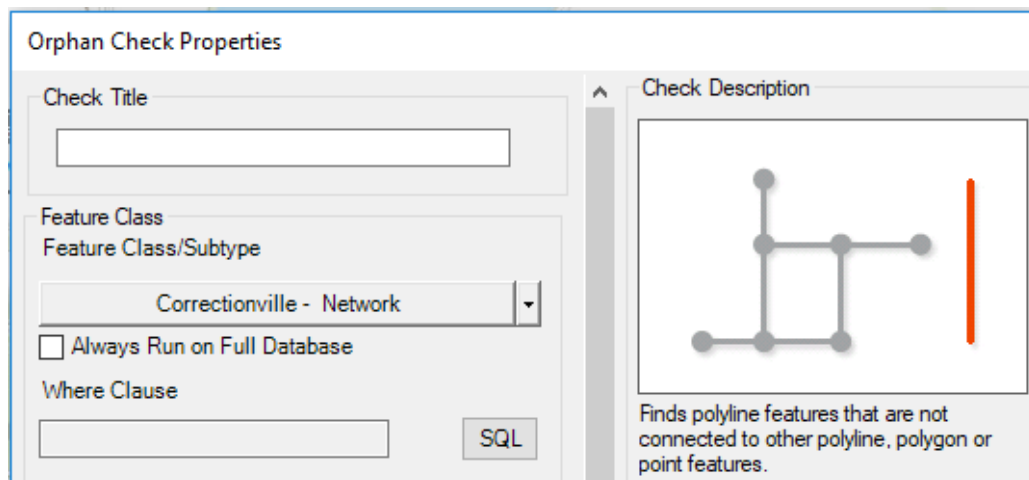 Orphan Check Properties
Check Title
Feature Class
Feature Class/Subtype
Correctionville - Network
Always Run on Full Database
Where Clause
SQL
Check Description
Finds polyline features that are not
connected to other polyline, polygon or
point features.